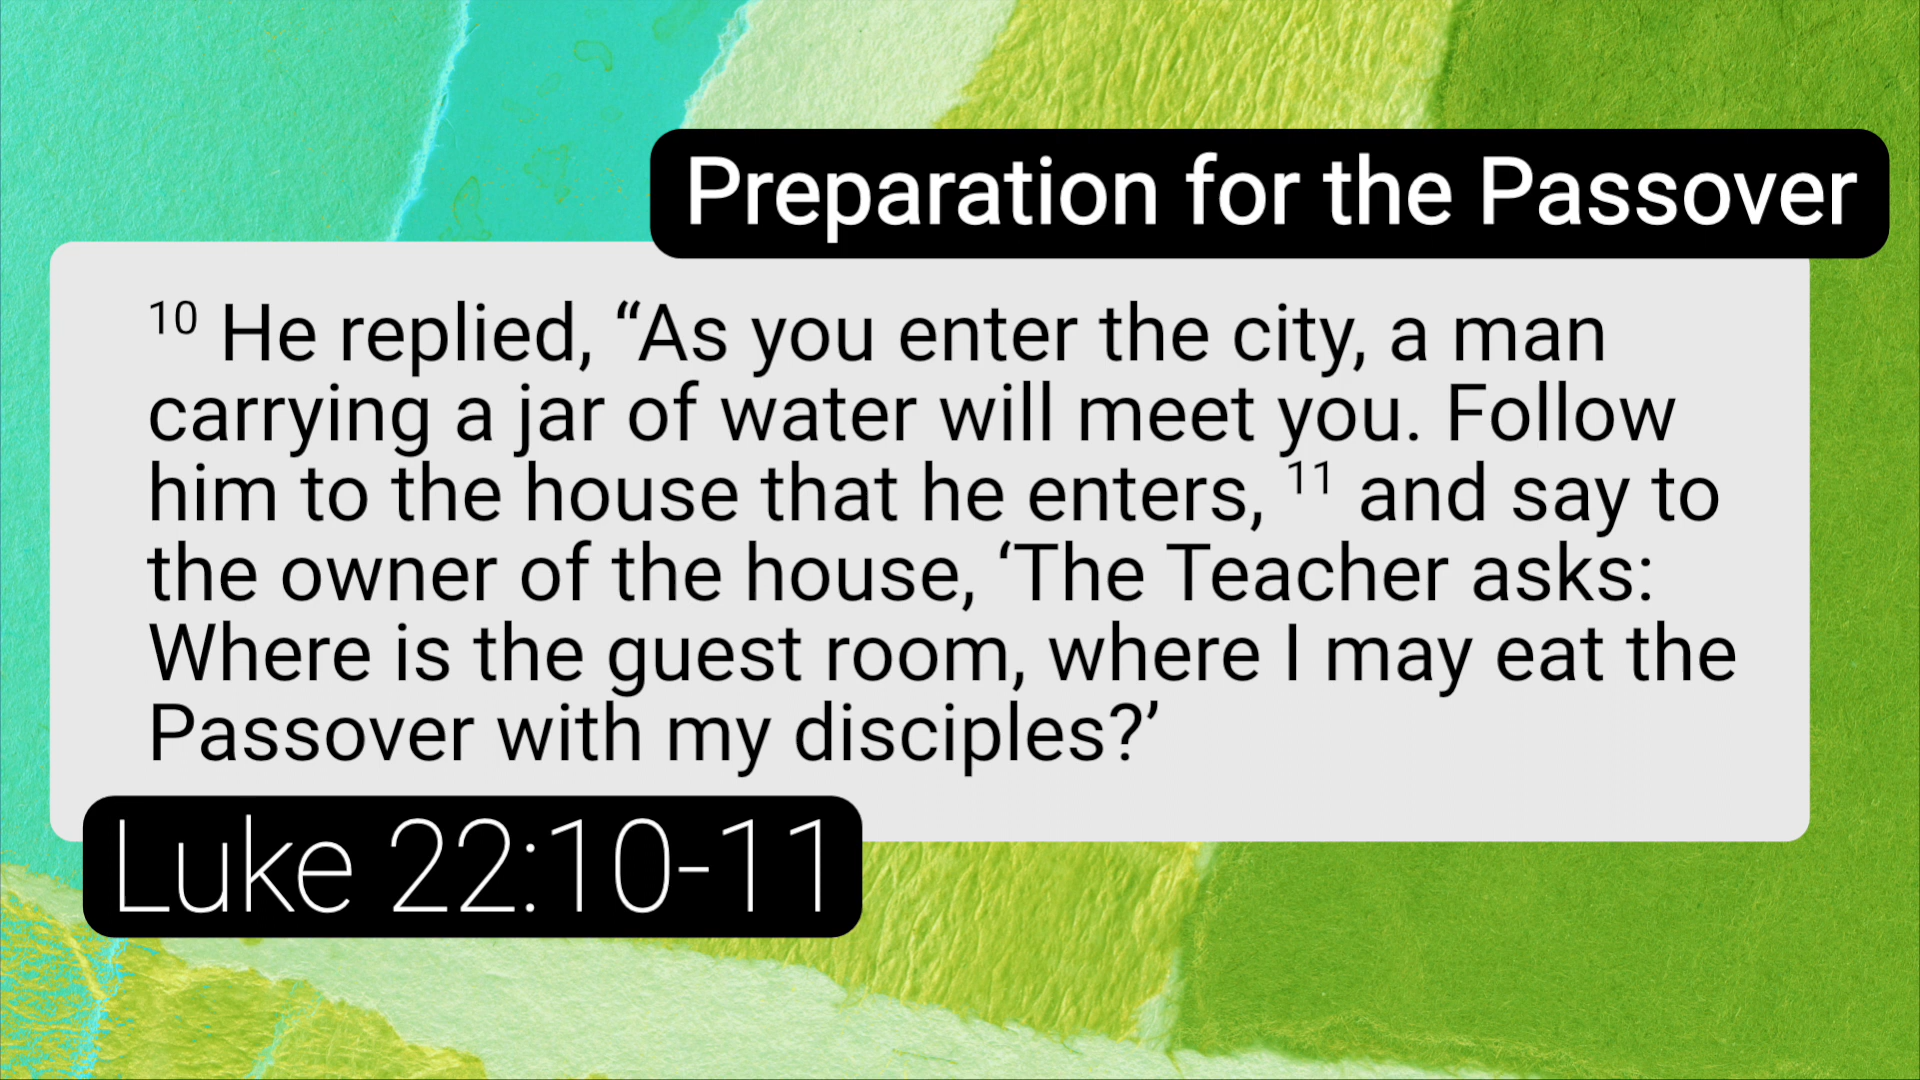 Preparation for the Passover
10 He replied, “As you enter the city, a man
carrying a jar of water will meet you. Follow
him to the house that he enters, 11 and say to
the owner of the house, ‘The Teacher asks:
Where is the guest room, where I may eat the
Passover with my disciples?’
Luke 22:10-11